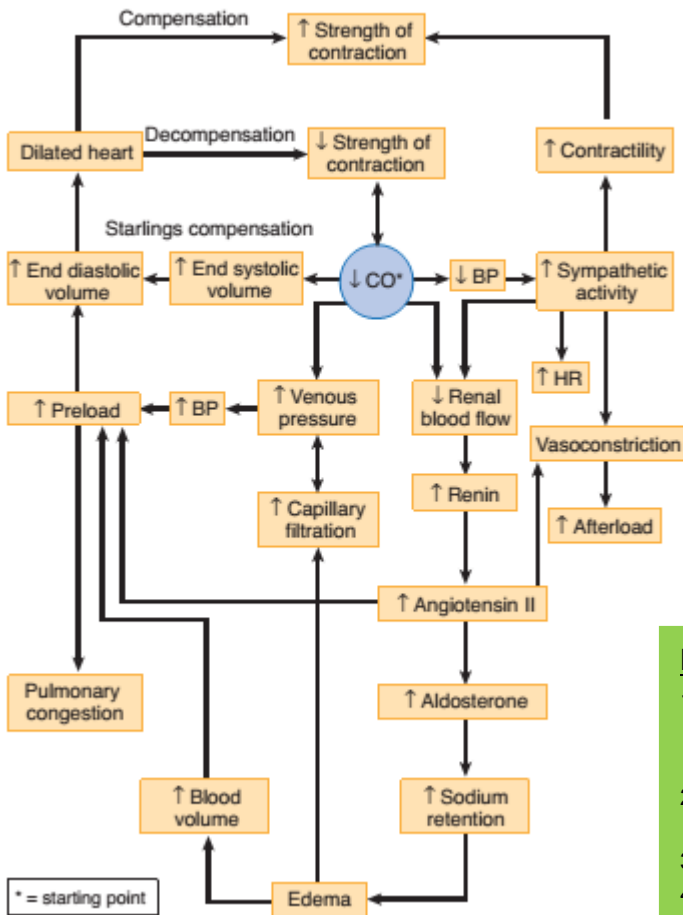 Compensation
↑ Strength of
contraction
Dilated heart
Decompensation
↓ Strength of
contraction
↑ Contractility
Starlings compensation
↑ End diastolic
volume
↑ End systolic
volume
↓ CO*
↓ BP
↑ Sympathetic
activity
↑ HR
↑ Preload
↑ BP
↑ Venous
pressure
↓ Renal
blood flow
Vasoconstriction
↑ Capillary
filtration
↑ Renin
↑ Afterload
↑ Angiotensin II
Pulmonary
congestion
↑ Aldosterone
↑ Blood
volume
↑ Sodium
retention
* = starting point
Edema